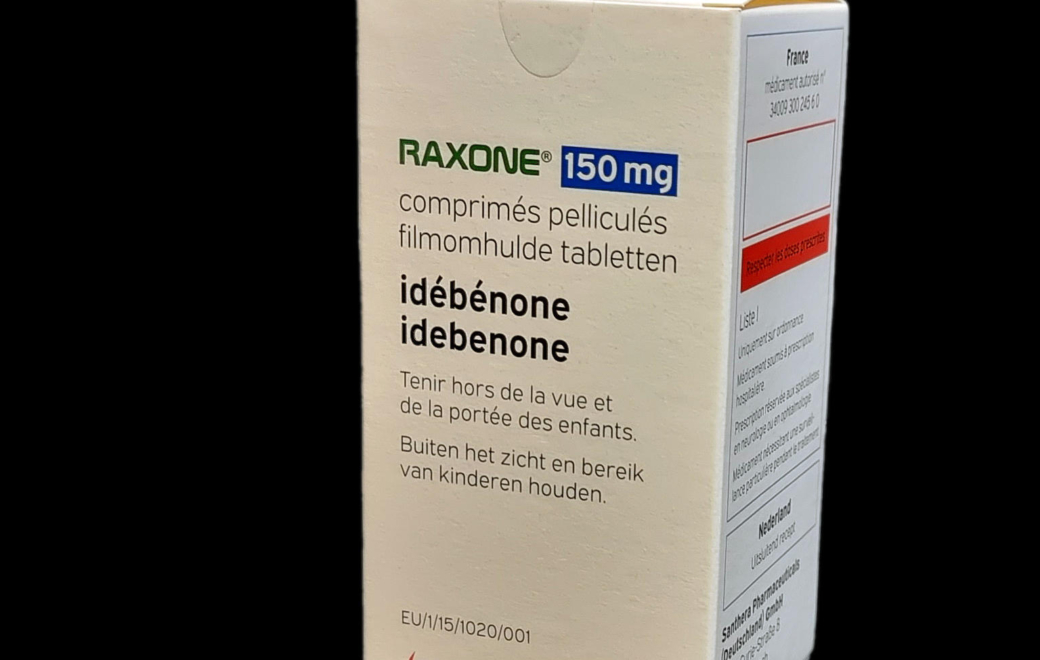 RAXONE® 150 mg
comprimés pelliculés
filmomhulde tabletten
idébénone
idebenone
Tenir hors de la vue et
de la portée des enfants.
Buiten het zicht en bereik
van kinderen houden.
EU/1/15/1020/001
France
médicament autorisé n°
34009 300 245 6 0
Respecter les doses prescrites
Liste I
Uniquement sur ordonnance
Médicament soumis à prescription
hospitalière
Prescription réservée aux spécialistes
en neurologie ou en ophtalmologie
Médicament nécessitant une surveil-
lance particulière pendant le traitement
Nederland
Uitsluitend recept
Santhera Pharmaceuticals
(Deutschland) GmbH
Curie-Straße 8